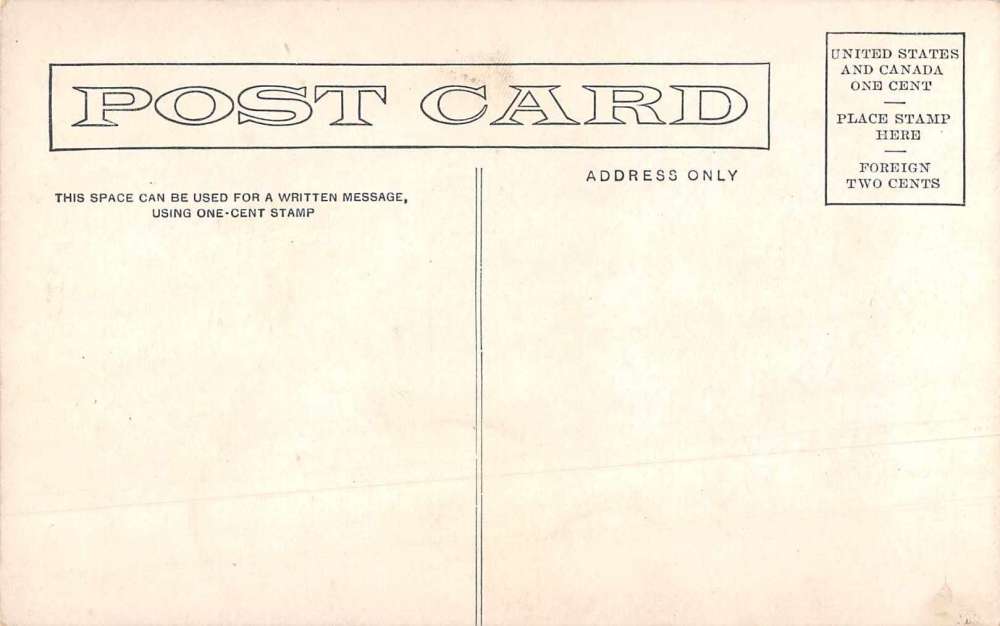 POST CARD
UNITED STATES
AND CANADA
ONE CENT
PLACE STAMP
HERE
FOREIGN
TWO CENTS
THIS SPACE CAN BE USED FOR A WRITTEN MESSAGE,
USING ONE-CENT STAMP
ADDRESS ONLY